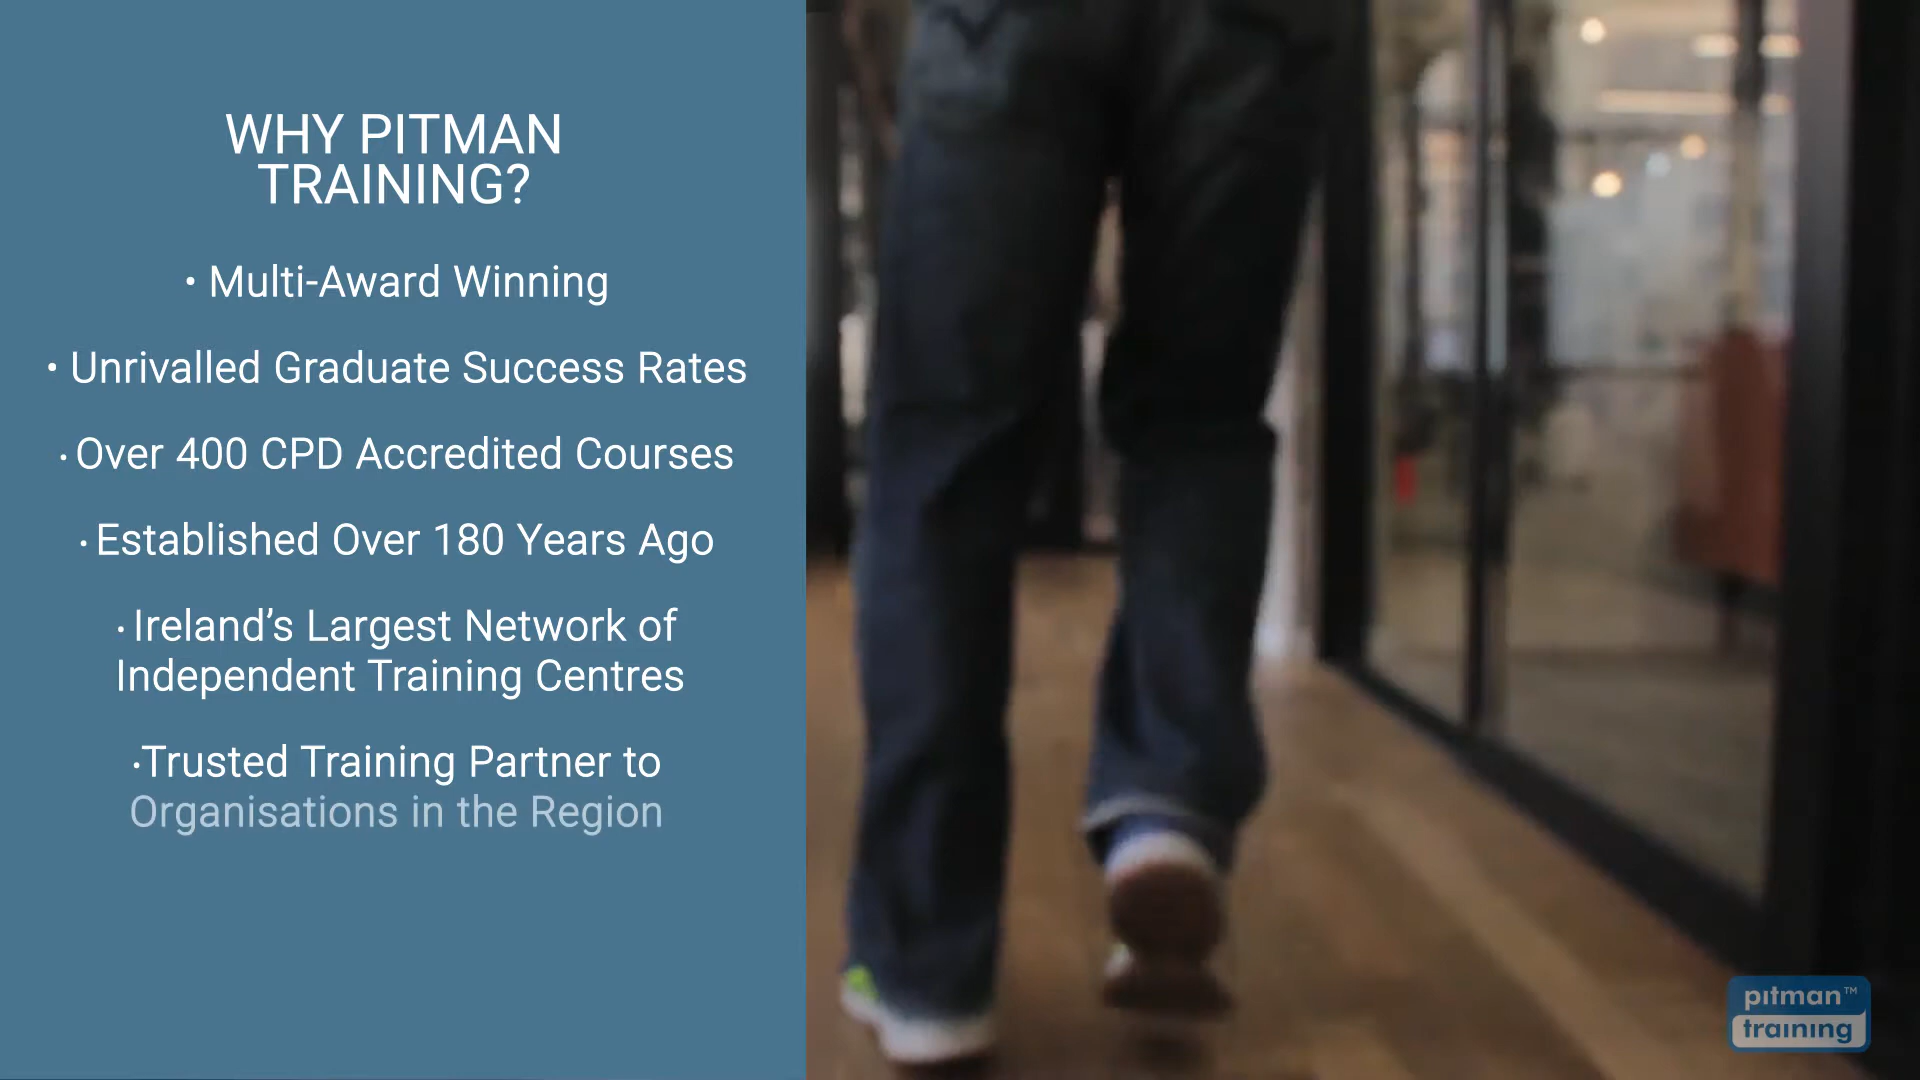 WHY PITMAN
TRAINING?
• Multi-Award Winning
• Unrivalled Graduate Success Rates
• Over 400 CPD Accredited Courses
• Established Over 180 Years Ago
• Ireland’s Largest Network of
Independent Training Centres
•Trusted Training Partner to
Organisations in the Region
pitman™
training